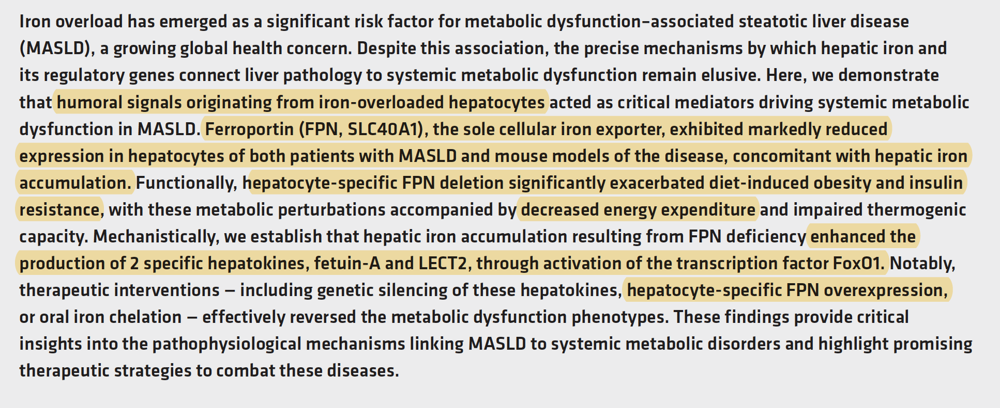 Iron overload has emerged as a significant risk factor for metabolic dysfunction–associated steatotic liver disease
(MASLD), a growing global health concern. Despite this association, the precise mechanisms by which hepatic iron and
its regulatory genes connect liver pathology to systemic metabolic dysfunction remain elusive. Here, we demonstrate
that humoral signals originating from iron-overloaded hepatocytes acted as critical mediators driving systemic metabolic
dysfunction in MASLD. Ferroportin (FPN, SLC40A1), the sole cellular iron exporter, exhibited markedly reduced
expression in hepatocytes of both patients with MASLD and mouse models of the disease, concomitant with hepatic iron
accumulation. Functionally, hepatocyte-specific FPN deletion significantly exacerbated diet-induced obesity and insulin
resistance, with these metabolic perturbations accompanied by decreased energy expenditure and impaired thermogenic
capacity. Mechanistically, we establish that hepatic iron accumulation resulting from FPN deficiency enhanced the
production of 2 specific hepatokines, fetuin-A and LECT2, through activation of the transcription factor FoxO1. Notably,
therapeutic interventions — including genetic silencing of these hepatokines, hepatocyte-specific FPN overexpression,
or oral iron chelation — effectively reversed the metabolic dysfunction phenotypes. These findings provide critical
insights into the pathophysiological mechanisms linking MASLD to systemic metabolic disorders and highlight promising
therapeutic strategies to combat these diseases.